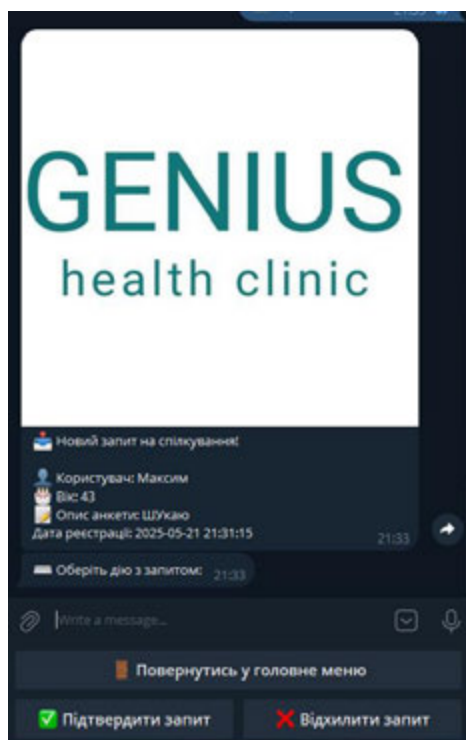 GENIUS
health clinic
📥 Новий запит на спілкування!
👤 Користувач: Максим
🎂 Вік: 43
📝 Опис анкети: ШУкаю
Дата реєстрації: 2025-05-21 21:31:15
21:33
⌨️ Оберіть дію з запитом: 21:33
Write a message...
🚪 Повернутись у головне меню
✅ Підтвердити запит ❌ Відхилити запит